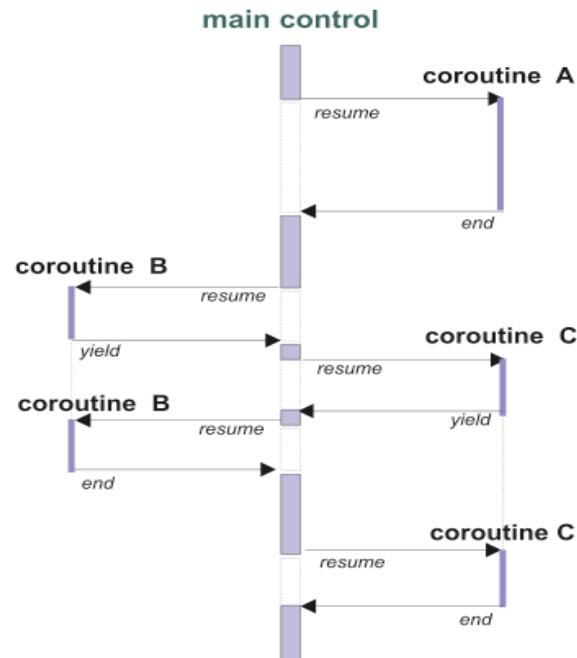 main control
coroutine A
resume
end
coroutine B
resume
yield
coroutine C
resume
coroutine B
yield
resume
end
coroutine C
resume
end